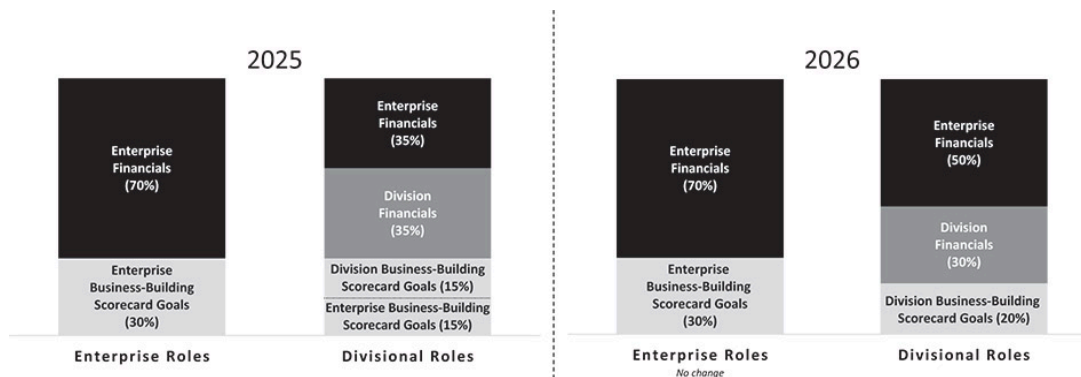 2025
Enterprise
Financials
(70%)
Enterprise
Business-Building
Scorecard Goals
(30%)
Enterprise Roles
Enterprise
Financials
(35%)
Division
Financials
(35%)
Division Business-Building
Scorecard Goals (15%)
Enterprise Business-Building
Scorecard Goals (15%)
Divisional Roles
2026
Enterprise
Financials
(70%)
Enterprise
Business-Building
Scorecard Goals
(30%)
Enterprise Roles
No change
Enterprise
Financials
(50%)
Division
Financials
(30%)
Division Business-Building
Scorecard Goals (20%)
Divisional Roles